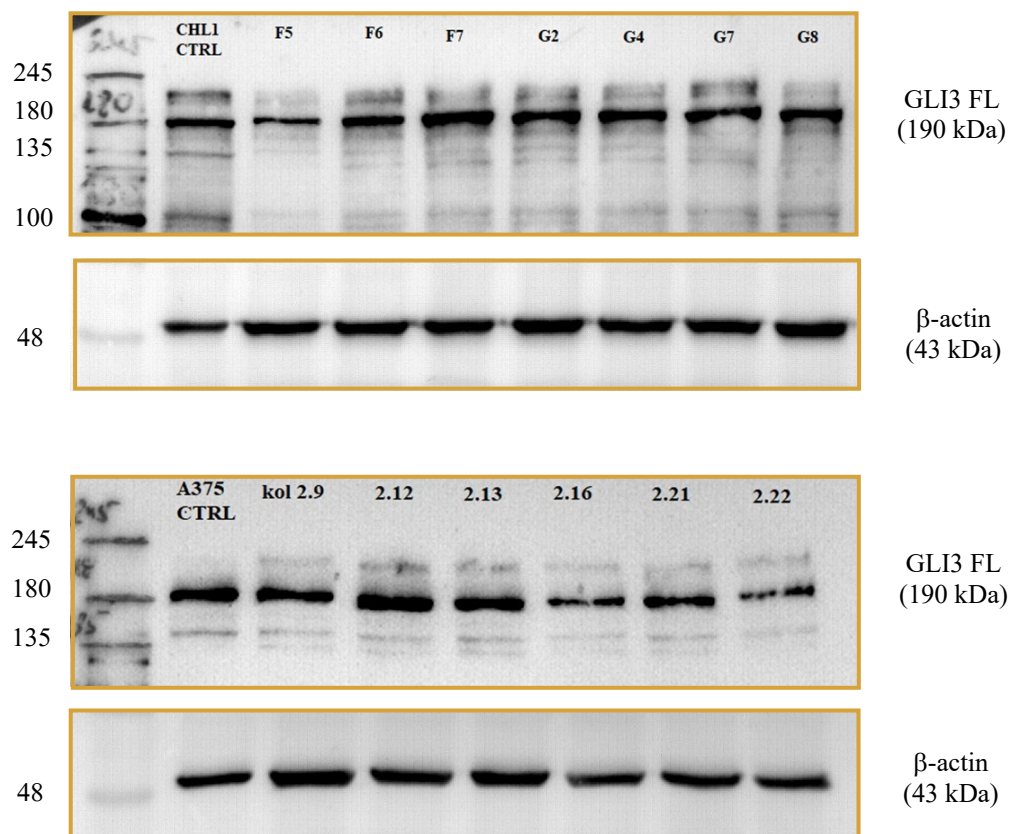 CHL1 CTRL F5 F6 F7 G2 G4 G7 G8
245
180
135
100
GLI3 FL
(190 kDa)
48
β-actin
(43 kDa)
A375 CTRL kol 2.9 2.12 2.13 2.16 2.21 2.22
245
245
180
135
GLI3 FL
(190 kDa)
48
β-actin
(43 kDa)